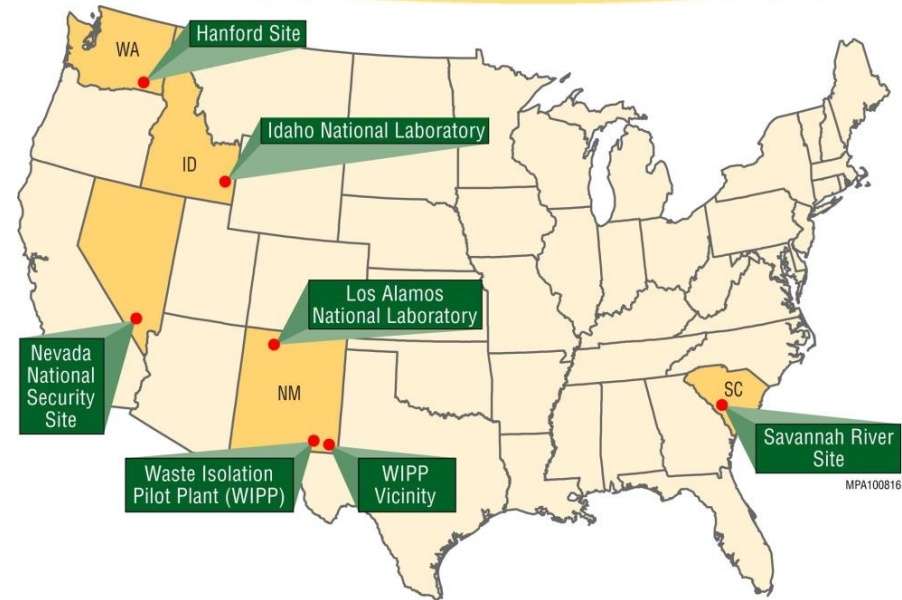 WA
Hanford Site
ID
Idaho National Laboratory
Los Alamos
National Laboratory
Nevada
National
Security
Site
NM
SC
Waste Isolation
Pilot Plant (WIPP)
WIPP
Vicinity
Savannah River
Site
MPA100816